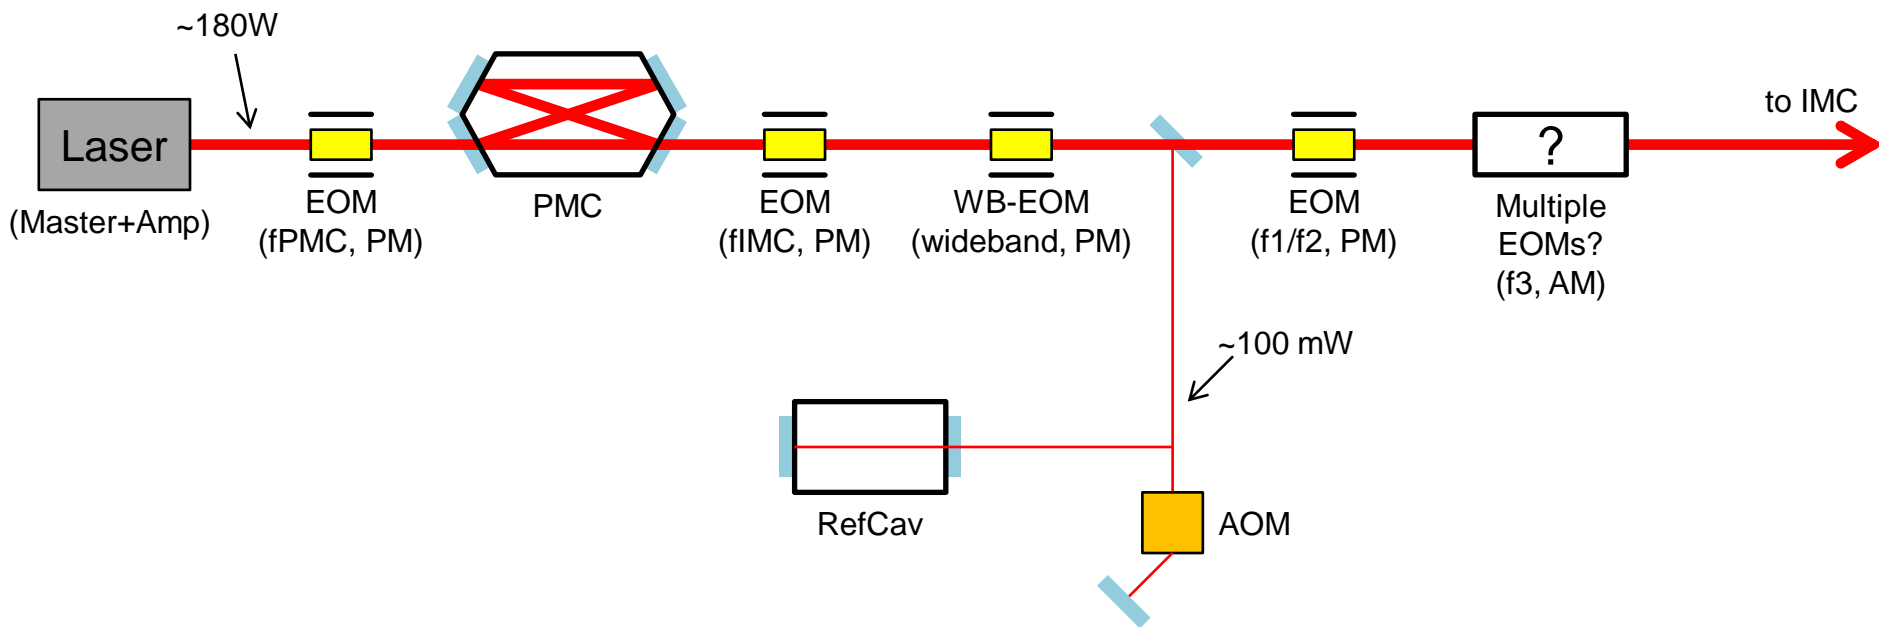 ~180W
Laser
(Master+Amp)
EOM
(fPMC, PM)
PMC
EOM
(fIMC, PM)
WB-EOM
(wideband, PM)
EOM
(f1/f2, PM)
?
Multiple
EOMs?
(f3, AM)
to IMC
~100 mW
RefCav
AOM